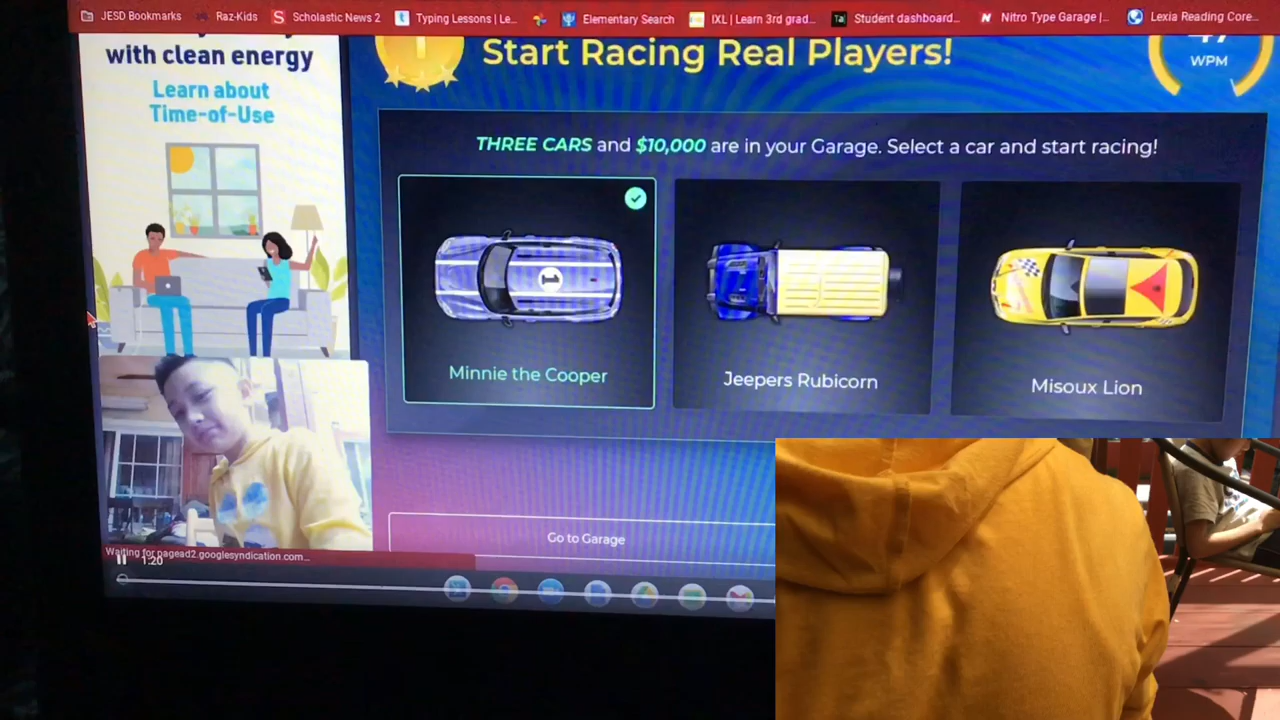 JESD Bookmarks Raz-Kids Scholastic News 2 Typing Lessons | Le... Elementary Search IXL | Learn 3rd grad... Student dashboard... Nitro Type Garage |... Lexia Reading Core...
with clean energy
Learn about
Time-of-Use
Start Racing Real Players!
WPM
THREE CARS and $10,000 are in your Garage. Select a car and start racing!
1
Minnie the Cooper
Jeepers Rubicorn
Misoux Lion
Go to Garage
Waiting for pagead2.googlesyndication.com...
1:20